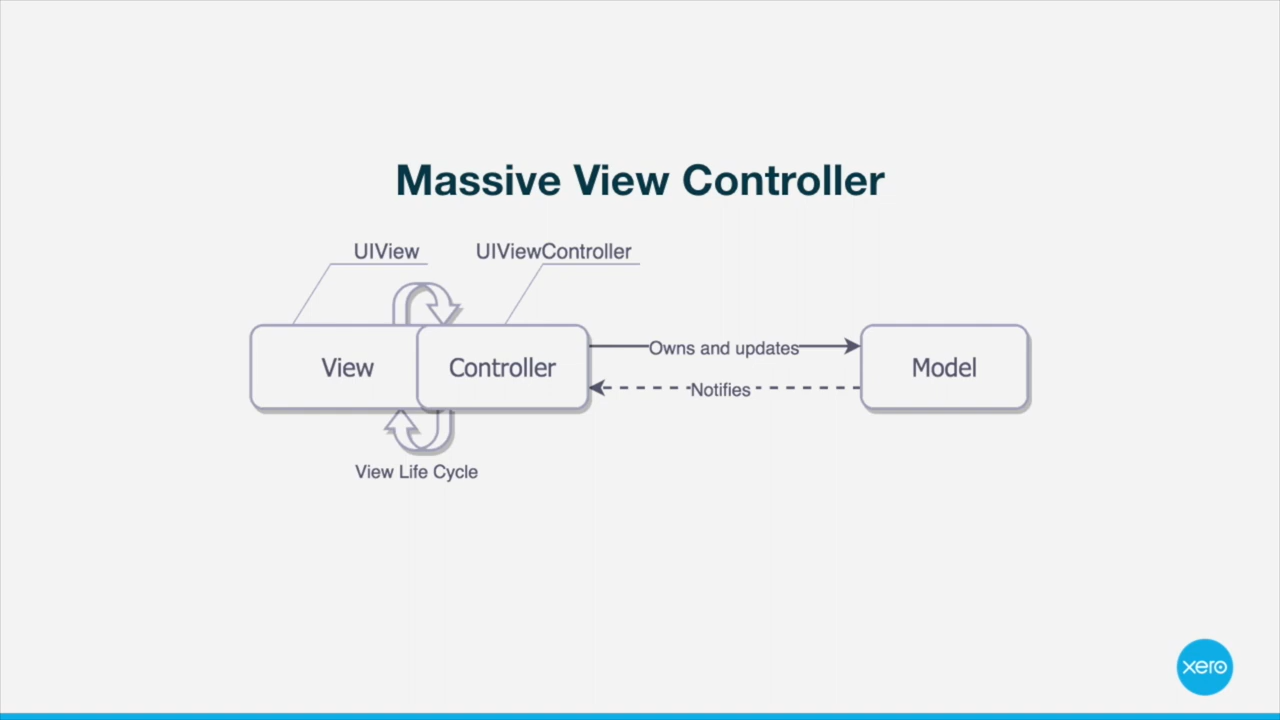 Massive View Controller
UIView
UIViewController
View
Controller
Owns and updates
Notifies
Model
View Life Cycle
xero